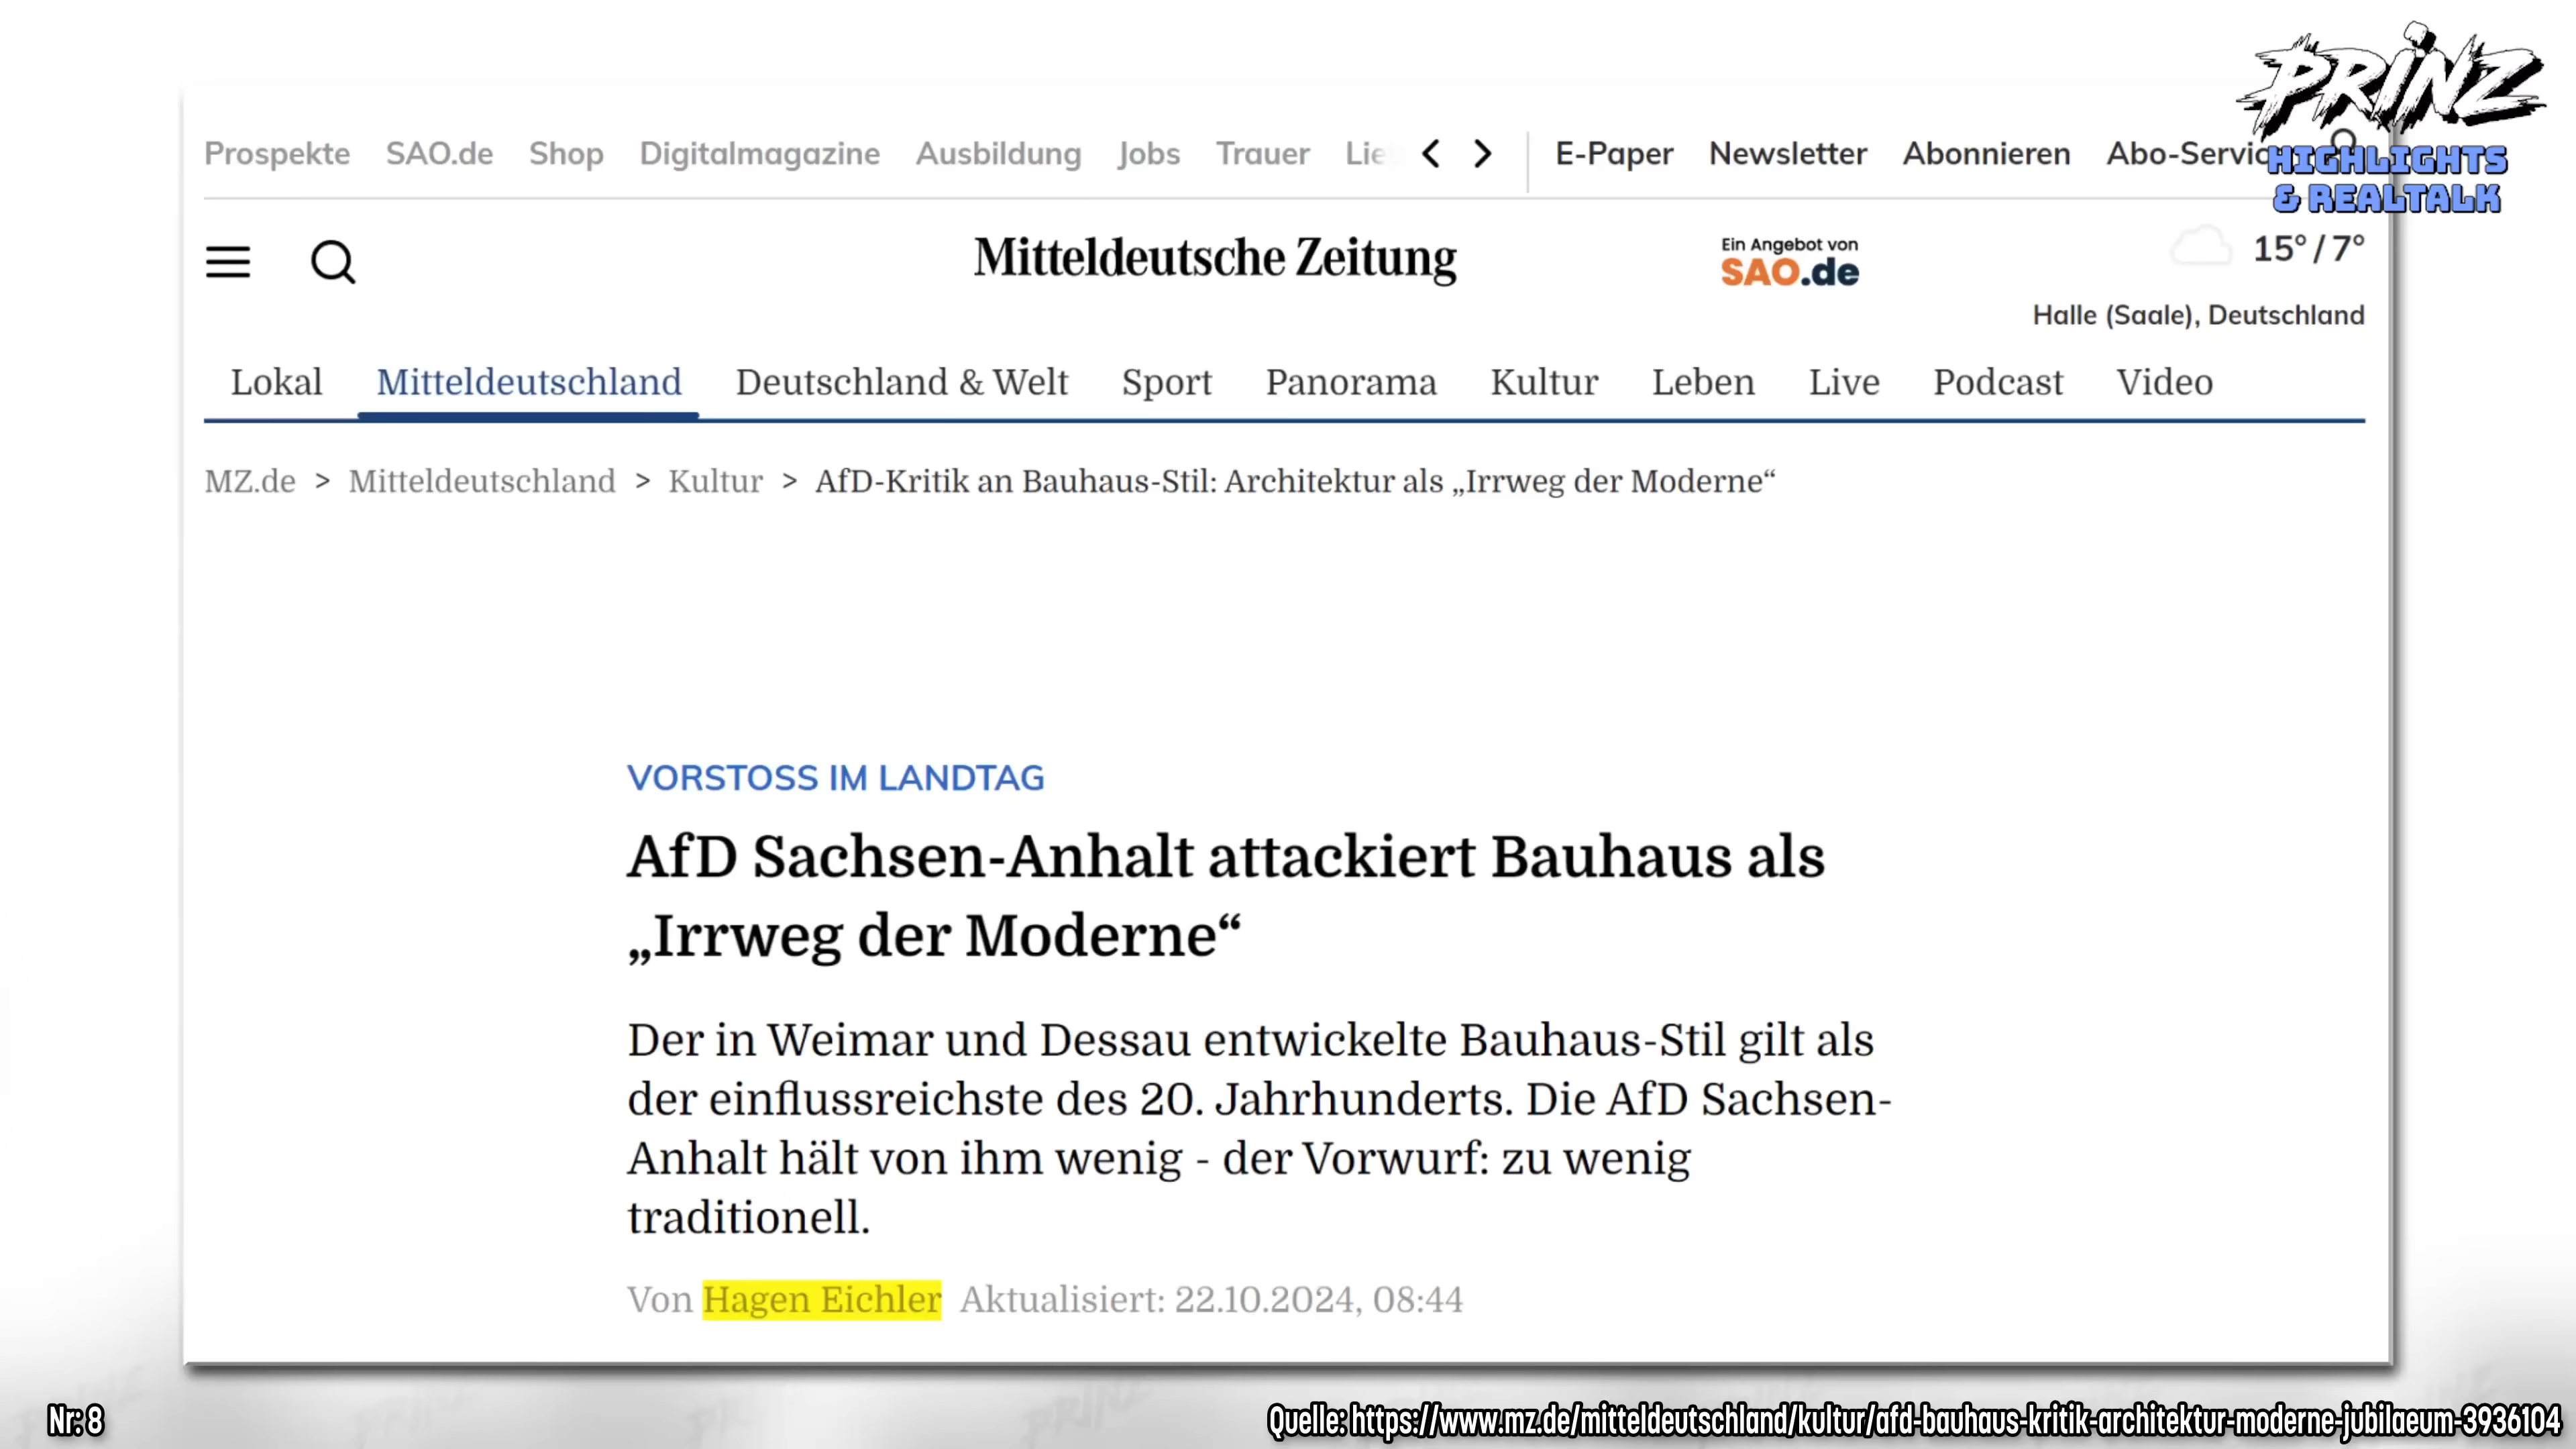 PRINZ
HIGHLIGHTS
& REALTALK
Prospekte SAO.de Shop Digitalmagazine Ausbildung Jobs Trauer E-Paper Newsletter Abonnieren
Mitteldeutsche Zeitung
Ein Angebot von
SAO.de
15° / 7°
Halle (Saale), Deutschland
Lokal Mitteldeutschland Deutschland & Welt Sport Panorama Kultur Leben Live Podcast Video
MZ.de > Mitteldeutschland > Kultur > AfD-Kritik an Bauhaus-Stil: Architektur als „Irrweg der Moderne“
VORSTOSS IM LANDTAG
AfD Sachsen-Anhalt attackiert Bauhaus als
„Irrweg der Moderne“
Der in Weimar und Dessau entwickelte Bauhaus-Stil gilt als
der einflussreichste des 20. Jahrhunderts. Die AfD Sachsen-
Anhalt hält von ihm wenig - der Vorwurf: zu wenig
traditionell.
Von Hagen Eichler Aktualisiert: 22.10.2024, 08:44
Nr: 8
Quelle: https://www.mz.de/mitteldeutschland/kultur/afd-bauhaus-kritik-architektur-moderne-jubilaeum-3936104